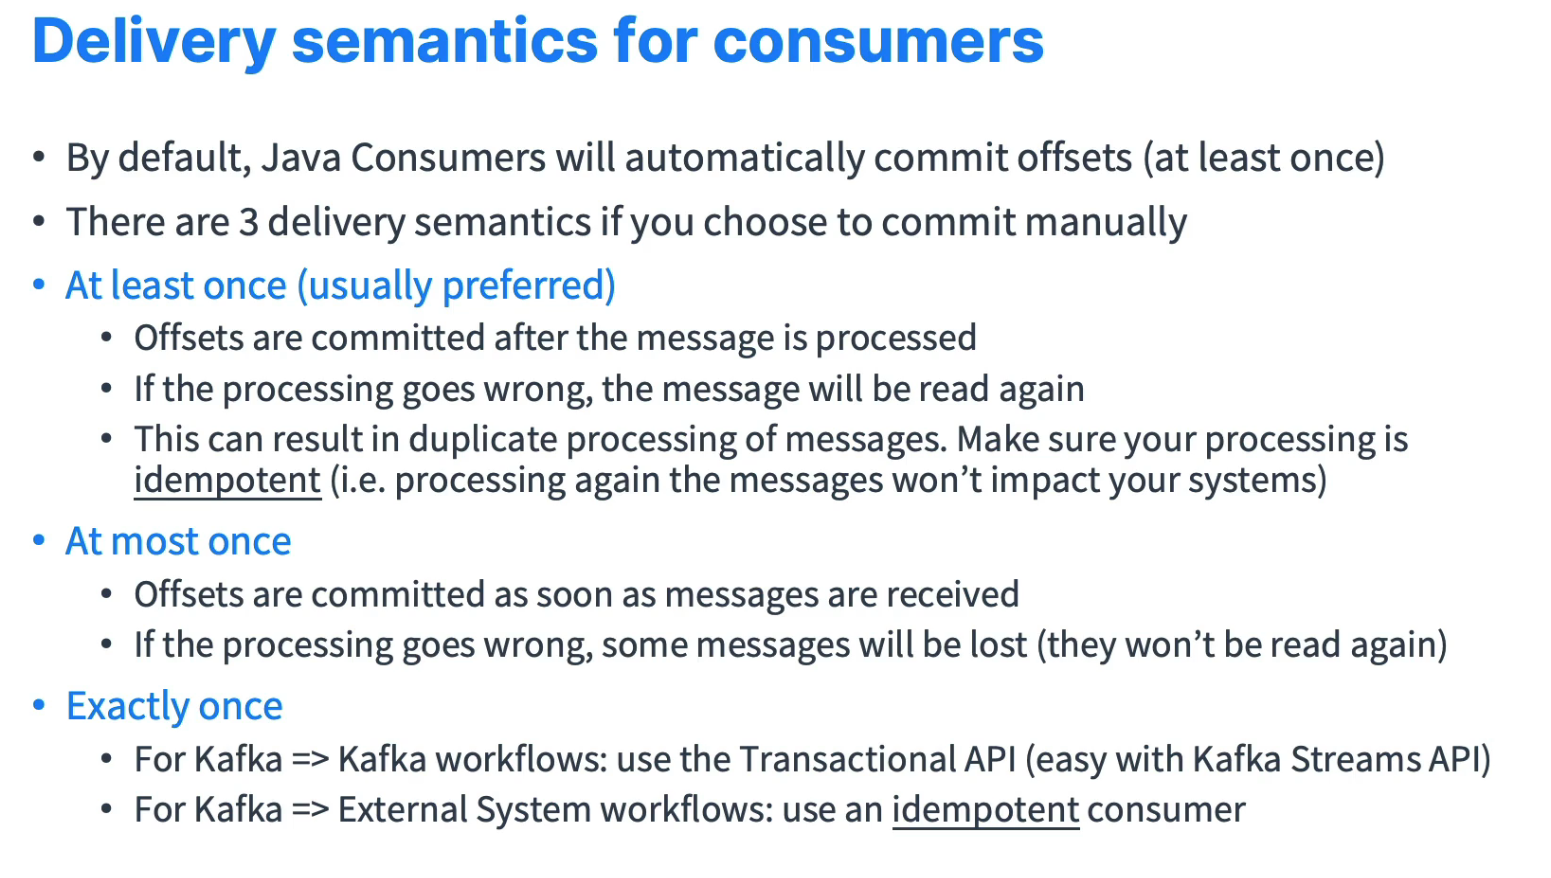 Delivery semantics for consumers
• By default, Java Consumers will automatically commit offsets (at least once)
• There are 3 delivery semantics if you choose to commit manually
• At least once (usually preferred)
• Offsets are committed after the message is processed
• If the processing goes wrong, the message will be read again
• This can result in duplicate processing of messages. Make sure your processing is
idempotent (i.e. processing again the messages won’t impact your systems)
• At most once
• Offsets are committed as soon as messages are received
• If the processing goes wrong, some messages will be lost (they won’t be read again)
• Exactly once
• For Kafka => Kafka workflows: use the Transactional API (easy with Kafka Streams API)
• For Kafka => External System workflows: use an idempotent consumer